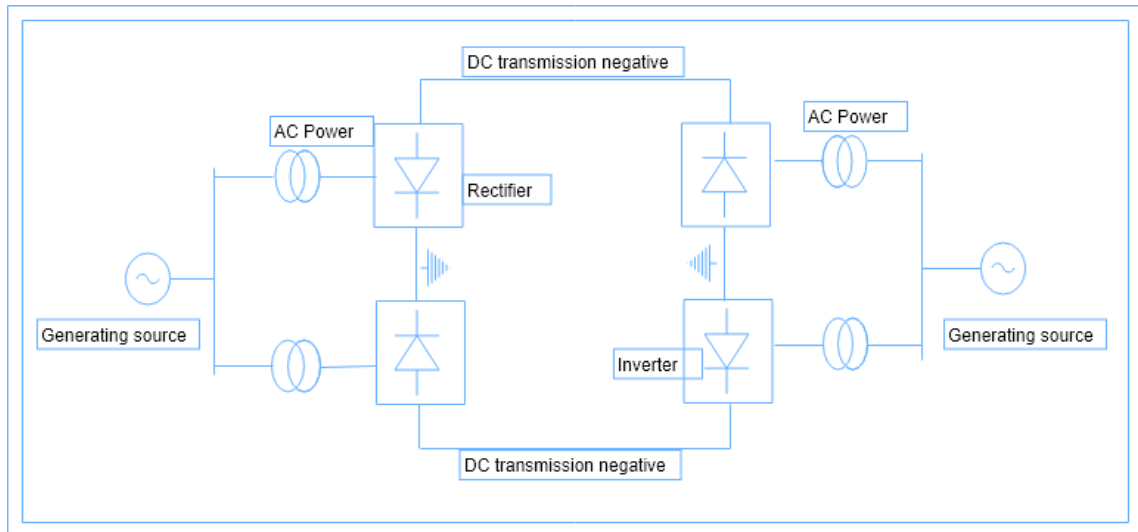 DC transmission negative
AC Power
AC Power
Rectifier
Generating source
Generating source
Inverter
DC transmission negative